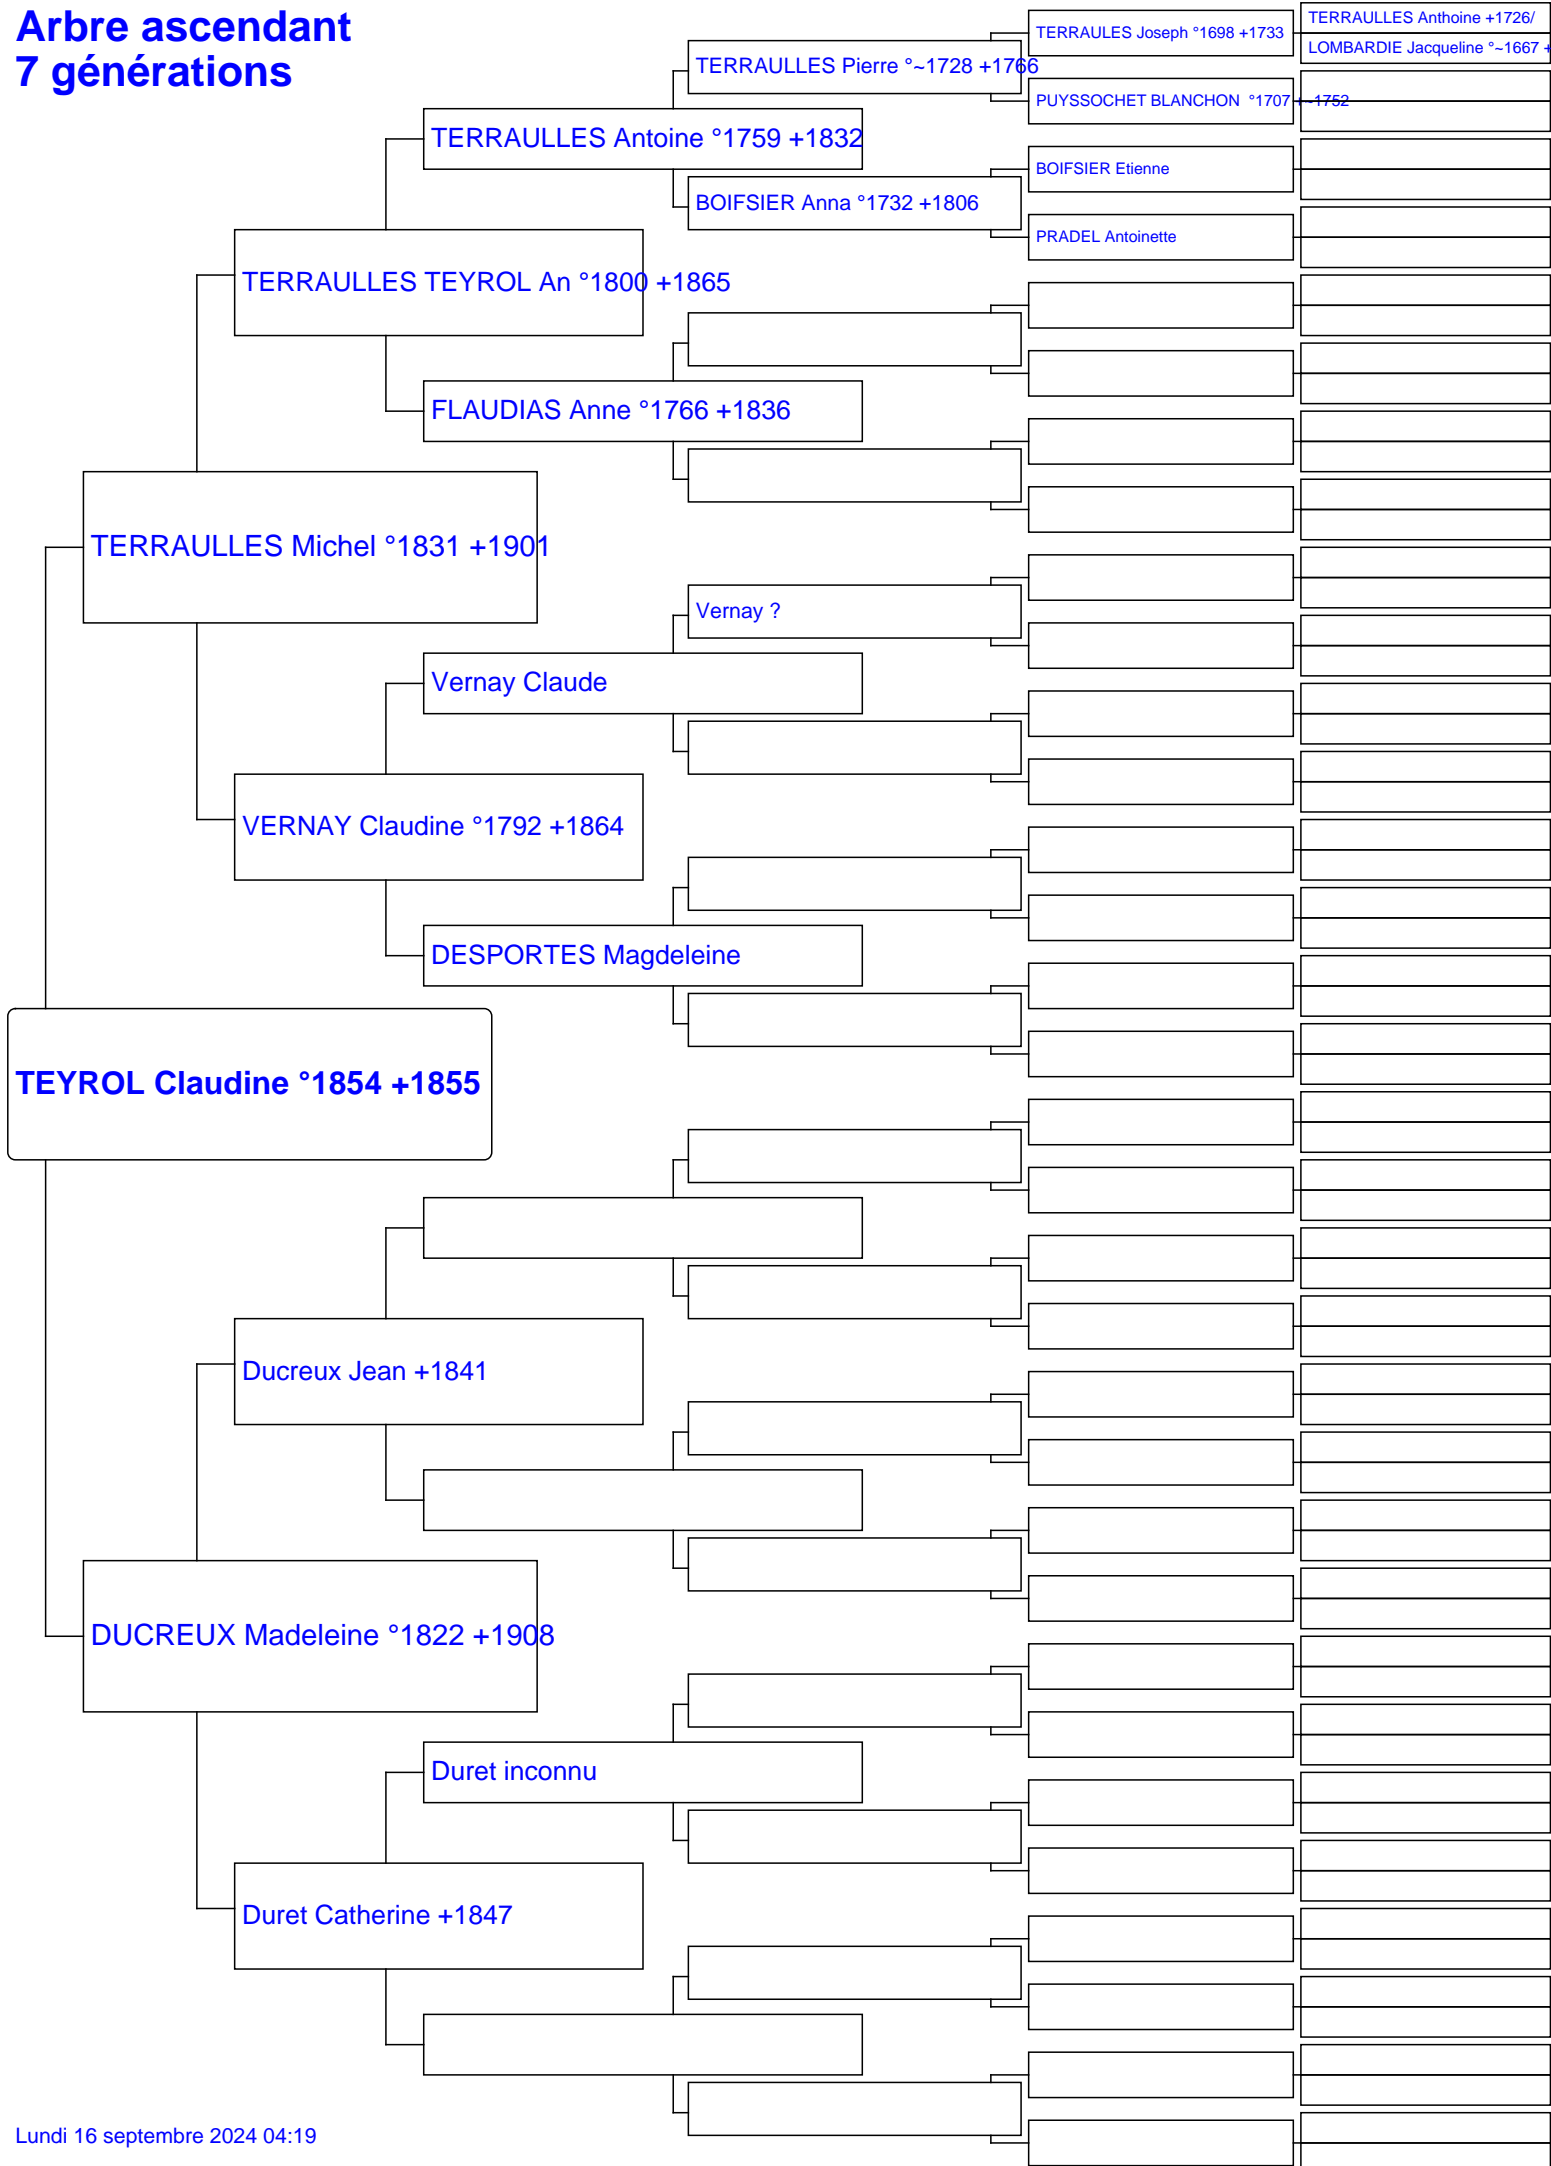 Arbre ascendant
7 générations
TERRAULES Joseph °1698 +1733
TERRAULLES Anthoine +1726/
LOMBARDIE Jacqueline °~1667 +
TERRAULLES Pierre °~1728 +1766
PUYSSOCHET BLANCHON °1707 +~1752
TERRAULLES Antoine °1759 +1832
BOIFSIER Etienne
BOIFSIER Anna °1732 +1806
PRADEL Antoinette
TERRAULLES TEYROL An °1800 +1865
FLAUDIAS Anne °1766 +1836
TERRAULLES Michel °1831 +1901
Vernay ?
Vernay Claude
VERNAY Claudine °1792 +1864
DESPORTES Magdeleine
TEYROL Claudine °1854 +1855
Ducreux Jean +1841
DUCREUX Madeleine °1822 +1908
Duret inconnu
Duret Catherine +1847
Lundi 16 septembre 2024 04:19